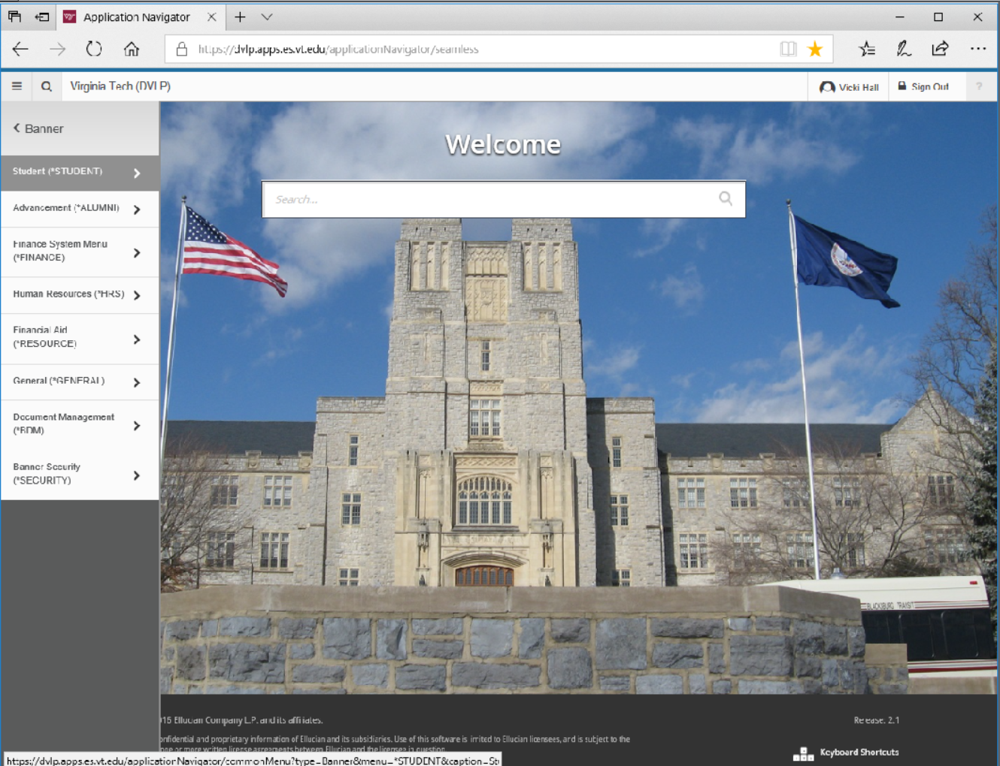 Application Navigator
https://dvlp.apps.es.vt.edu/applicationNavigator/seamless
Virginia Tech (DVLP)
Vicki Hall
Sign Out
?
Banner
Student (*STUDENT)
Advancement (*ALUMNI)
Finance System Menu
(*FINANCE)
Human Resources (*HRS)
Financial Aid
(*RESOURCE)
General (*GENERAL)
Document Management
(*BDM)
Banner Security
(*SECURITY)
Welcome
Search...
BLACKSBURG TRANSIT
Ellucian Company L.P. and its affiliates.
Release: 2.1
onfidential and proprietary information of Ellucian and its subsidiaries. Use of this software is limited to Ellucian licensees, and is subject to the
one or more written license agreements between Ellucian and the licensee in question.
Keyboard Shortcuts
https://dvlp.apps.es.vt.edu/applicationNavigator/commonMenu?type=Banner&menu=*STUDENT&caption=St